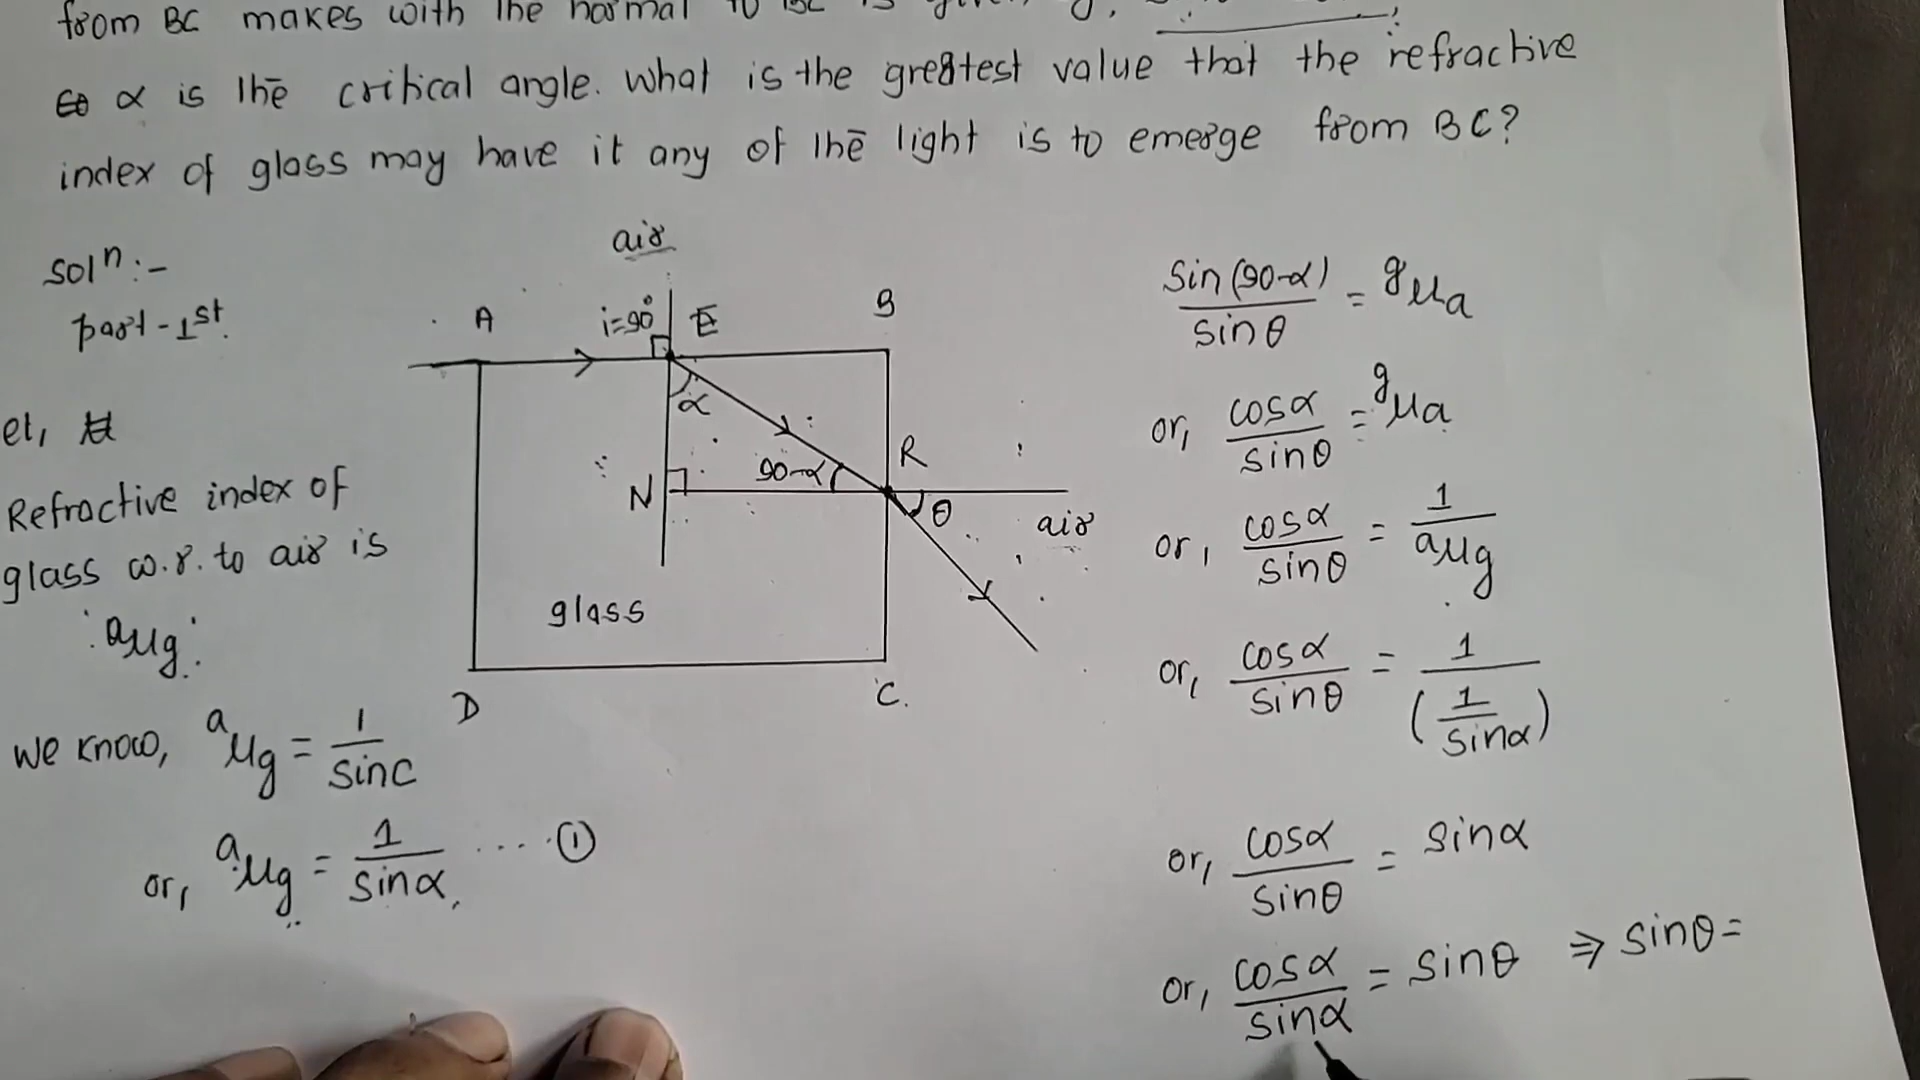 from BC makes with the normal to BC is
so α is the critical angle. What is the greatest value that the refractive
index of glass may have it any of the light is to emerge from BC?
soln:-
part-1st.
et,
Refractive index of
glass w.r. to air is
'aμg'.
we know, aμg = 1/sinc
or, aμg = 1/sinα .... ①
air
A
i=90°
E
B
α
R
90-α
N
θ
air
glass
D
C.
Sin(90-α)/sinθ = gμa
or, cosα/sinθ = gμa
or, cosα/sinθ = 1/aμg
or, cosα/sinθ = 1/(1/sinα)
or, cosα/sinθ = sinα
or, cosα/sinα = sinθ ⇒ sinθ=